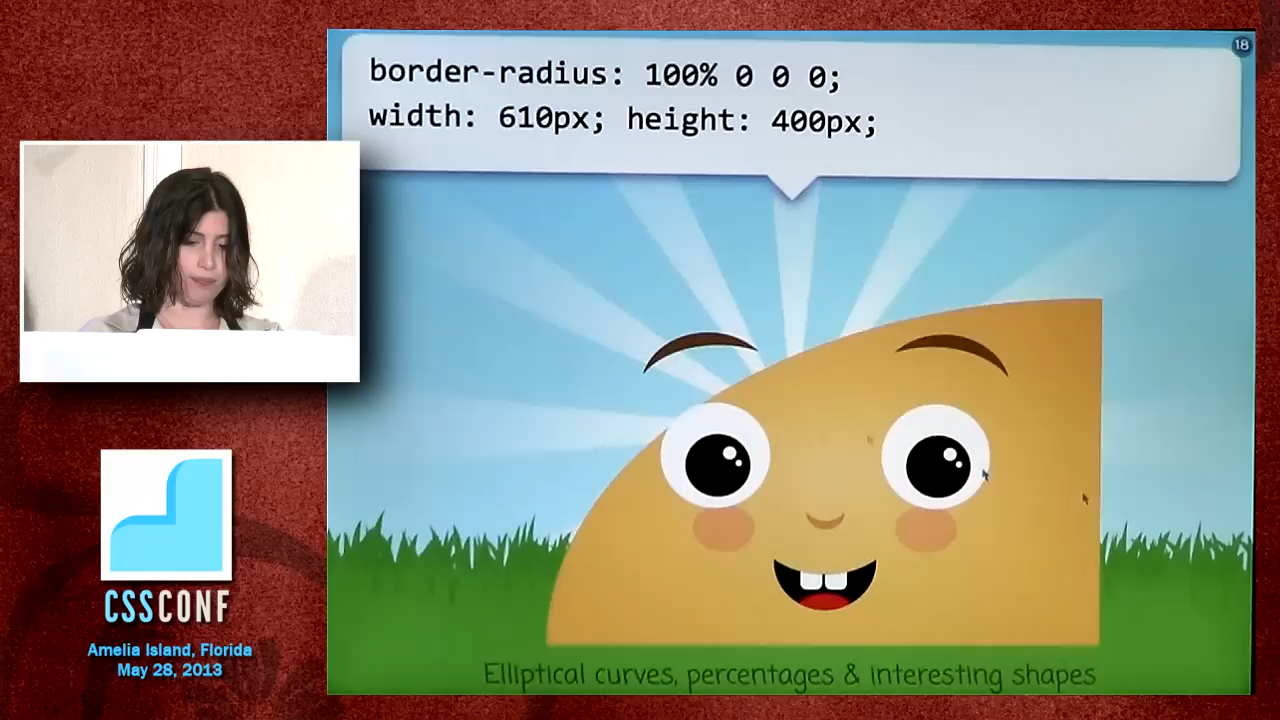 18
border-radius: 100% 0 0 0;
width: 610px; height: 400px;
Elliptical curves, percentages & interesting shapes
CSSCONF
Amelia Island, Florida
May 28, 2013